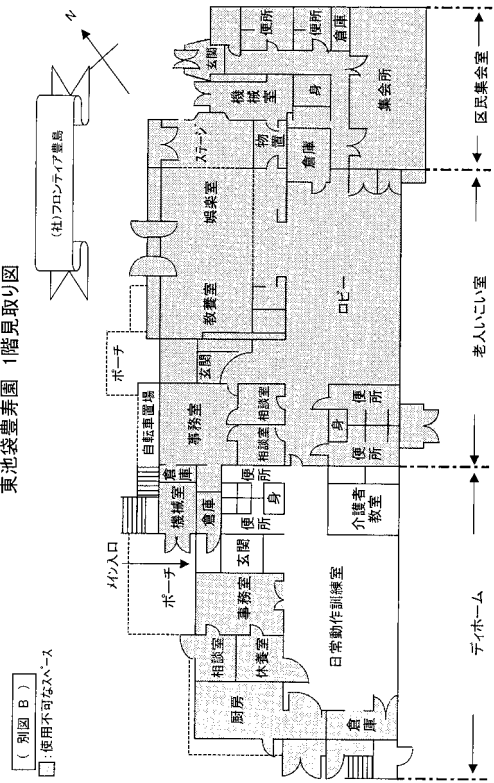 東池袋豊寿園 1階見取り図
（別図 B）
：使用不可なスペース
（社）フロンティア豊島
N
メイン入口
ポーチ
自転車置場
ポーチ
厨房
相談室
休養室
事務室
玄関
機械室
倉庫
倉庫
便所
便所
身
日常動作訓練室
介護者
教室
倉庫
事務室
相談室
相談室
玄関
教養室
娯楽室
ステージ
物置
倉庫
ロビー
便所
身
便所
機械室
玄関
便所
便所
倉庫
身
集会所
ディホーム
老人いこい室
区民集会室